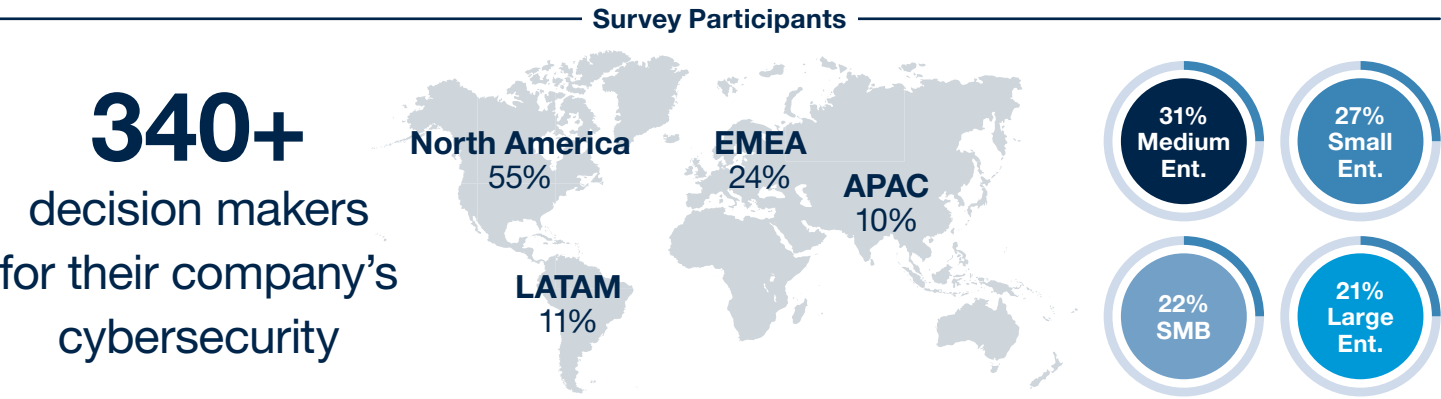 Survey Participants
340+
decision makers
for their company’s
cybersecurity
North America
55%
EMEA
24%
APAC
10%
LATAM
11%
31%
Medium
Ent.
27%
Small
Ent.
22%
SMB
21%
Large
Ent.